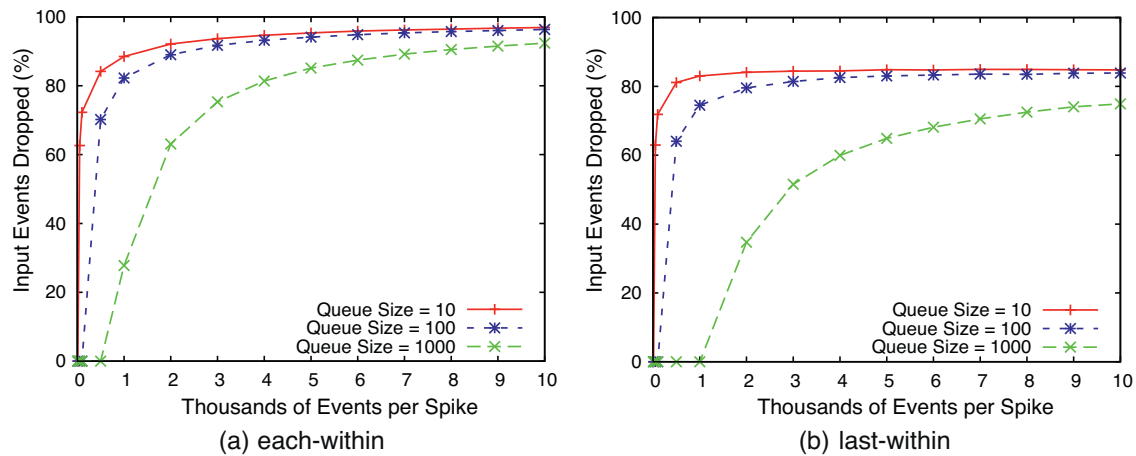 100
80
60
40
20
0
Input Events Dropped (%)
Queue Size = 10
Queue Size = 100
Queue Size = 1000
0 1 2 3 4 5 6 7 8 9 10
Thousands of Events per Spike
(a) each-within
100
80
60
40
20
0
Input Events Dropped (%)
Queue Size = 10
Queue Size = 100
Queue Size = 1000
0 1 2 3 4 5 6 7 8 9 10
Thousands of Events per Spike
(b) last-within